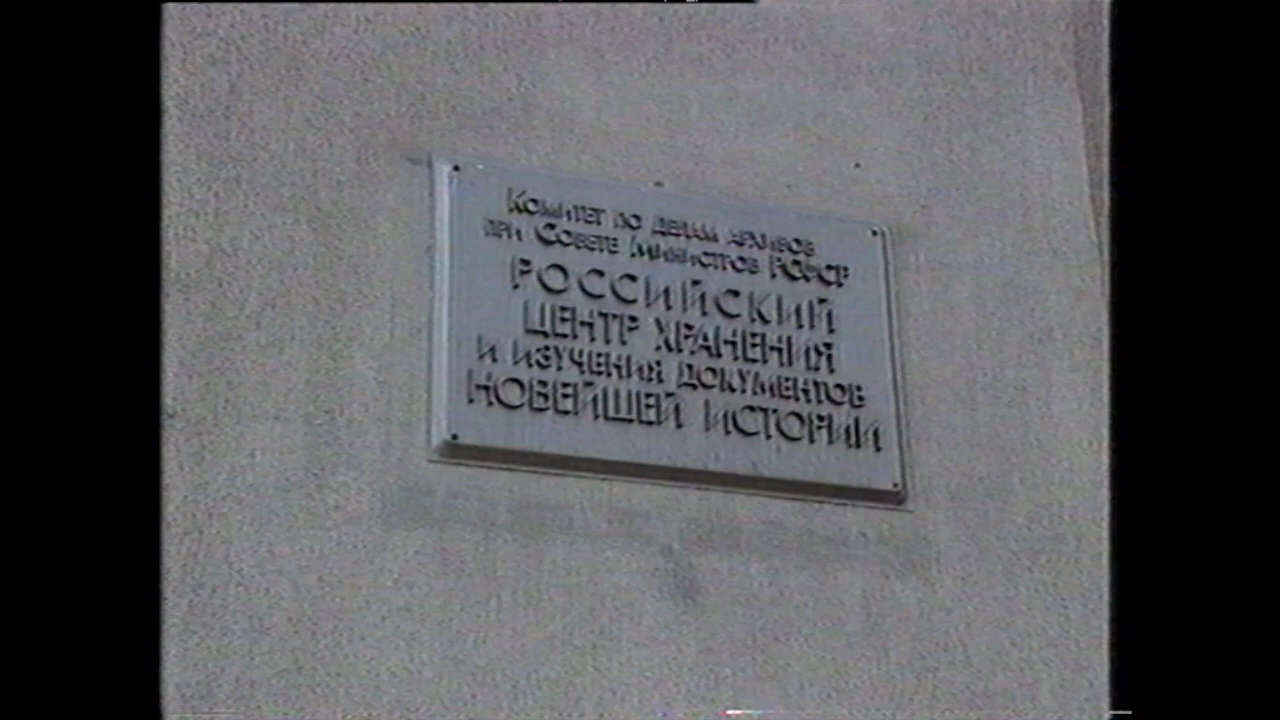 Комитет по делам архивов
при Совете Министров РСФСР
РОССИЙСКИЙ
ЦЕНТР ХРАНЕНИЯ
И ИЗУЧЕНИЯ ДОКУМЕНТОВ
НОВЕЙШЕЙ ИСТОРИИ